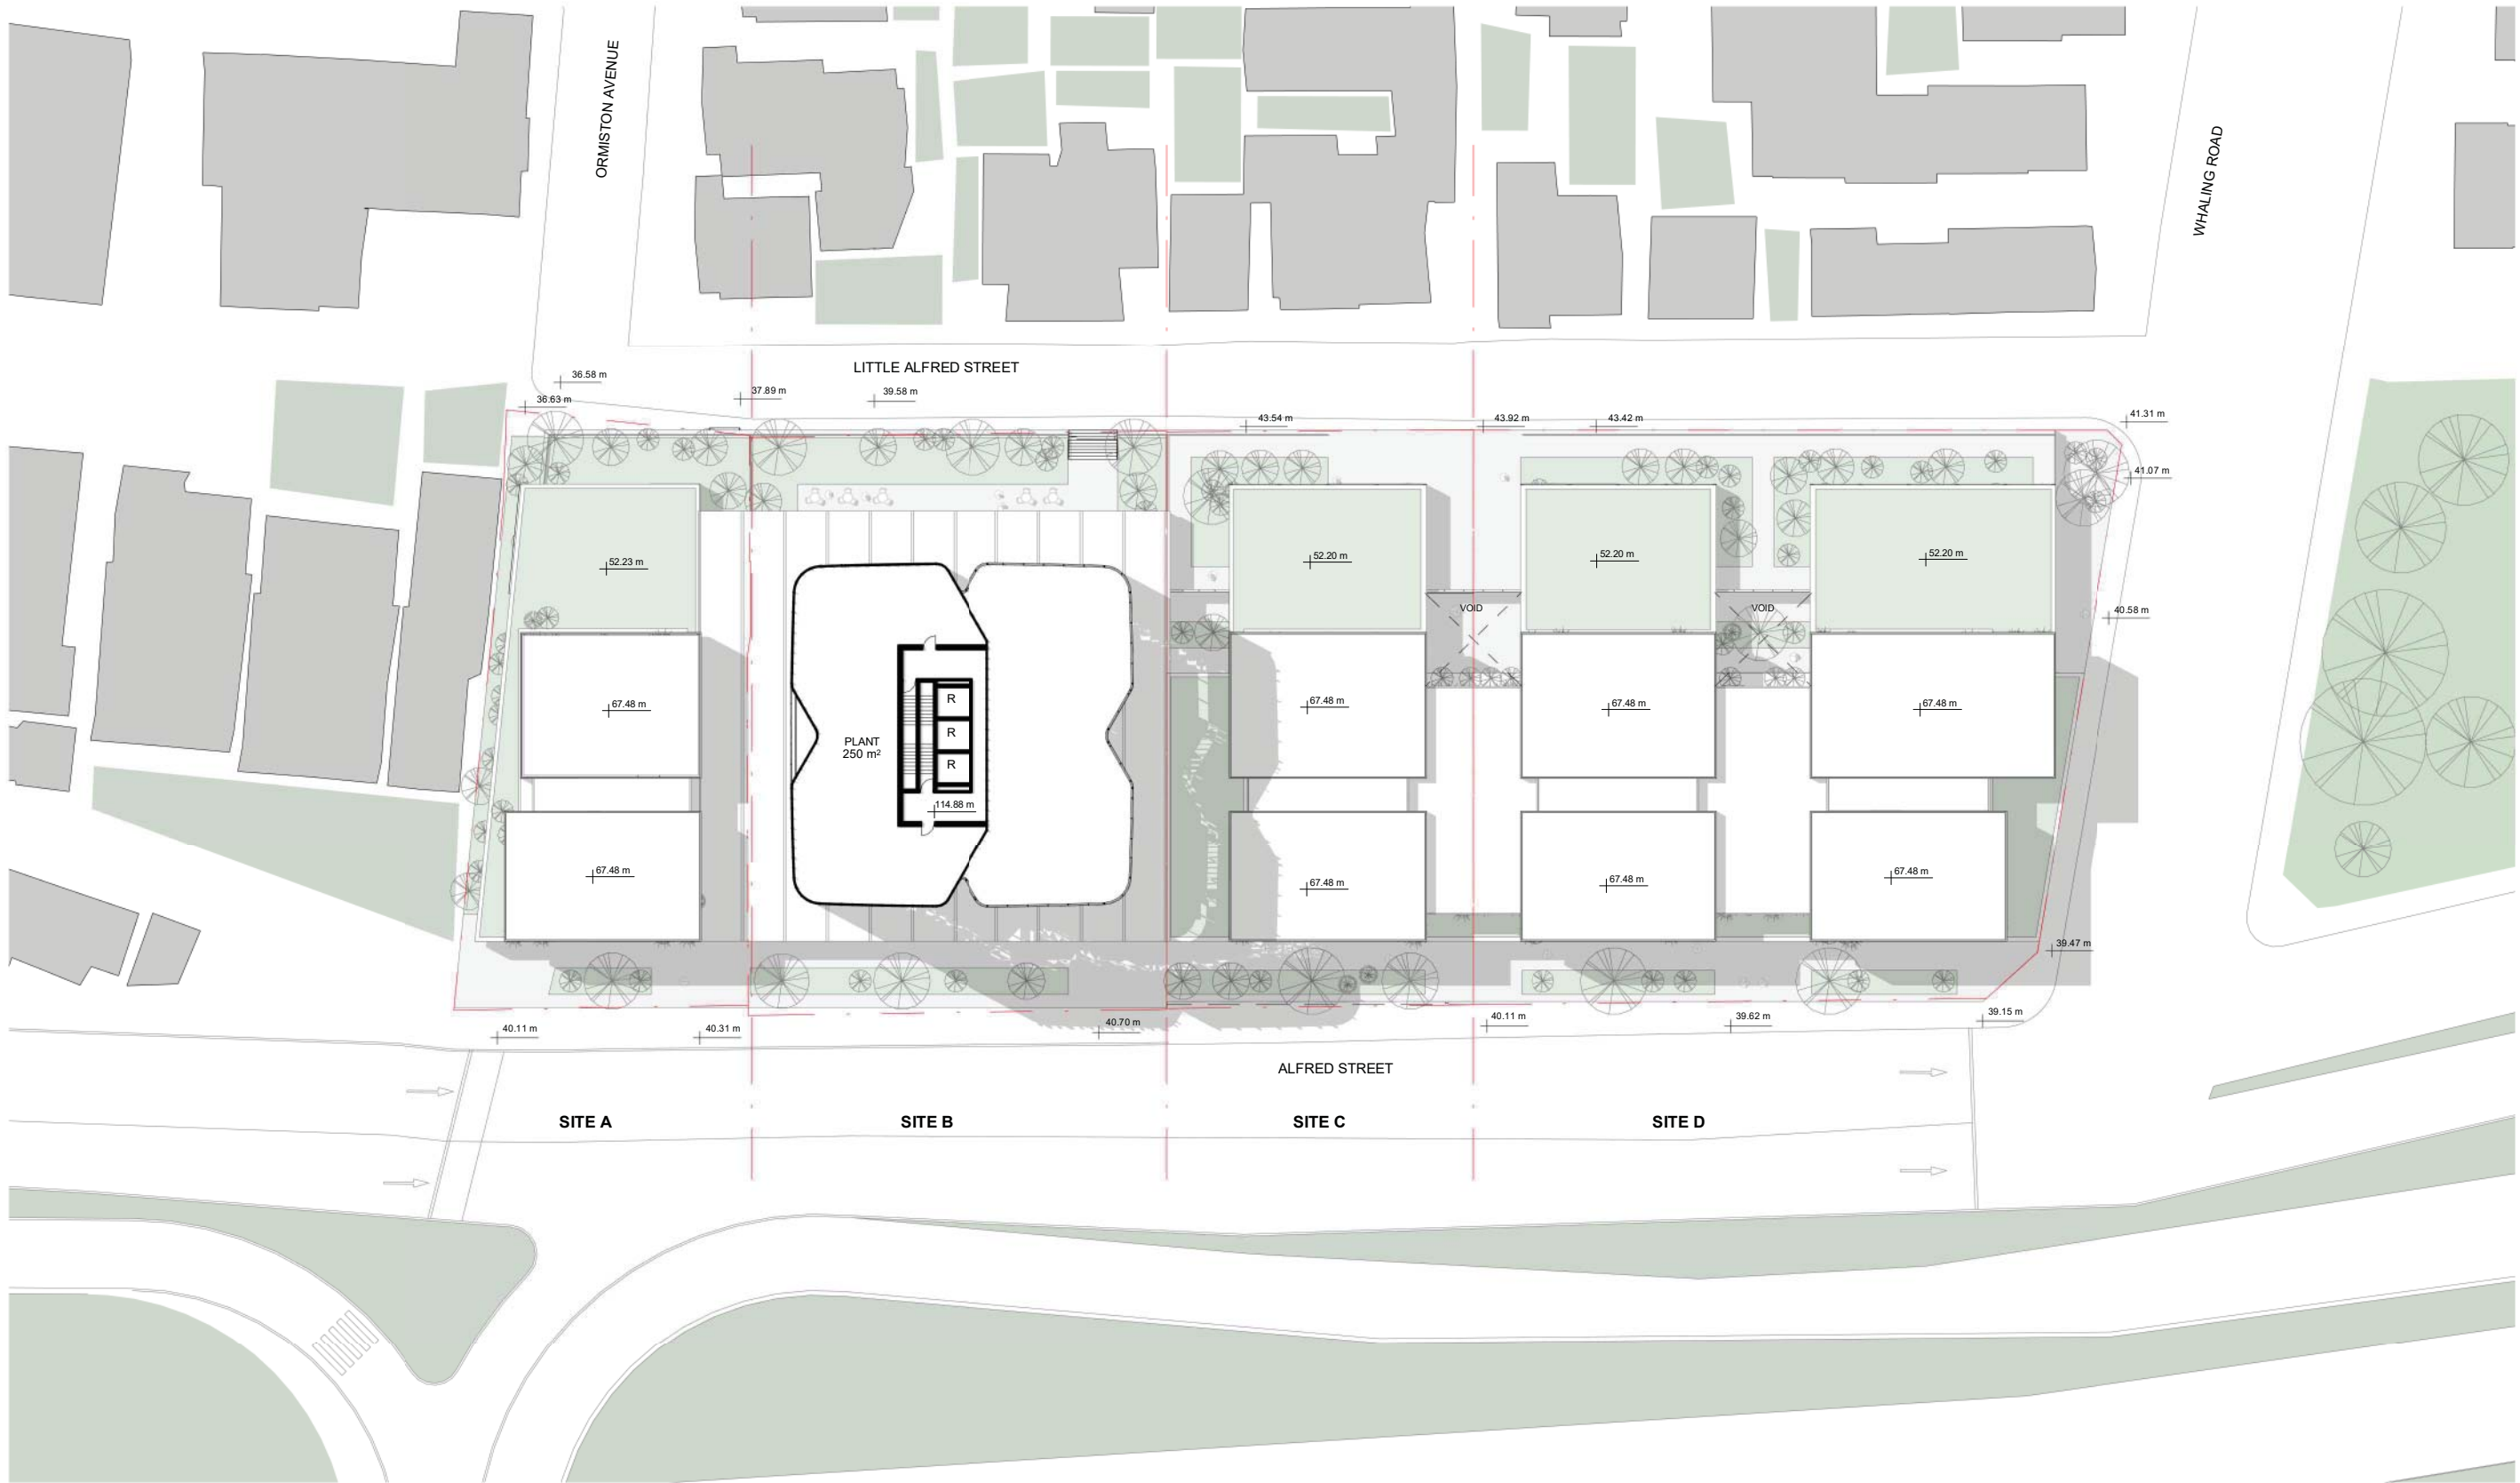 ORMISTON AVENUE
WHALING ROAD
LITTLE ALFRED STREET
36.58 m
37.89 m
39.58 m
36.63 m
43.54 m
43.92 m
43.42 m
41.31 m
41.07 m
52.23 m
52.20 m
52.20 m
52.20 m
VOID
VOID
40.58 m
67.48 m
R
R
R
PLANT
250 m²
114.88 m
67.48 m
67.48 m
67.48 m
67.48 m
67.48 m
67.48 m
67.48 m
39.47 m
40.11 m
40.31 m
40.70 m
40.11 m
39.62 m
39.15 m
ALFRED STREET
SITE A
SITE B
SITE C
SITE D